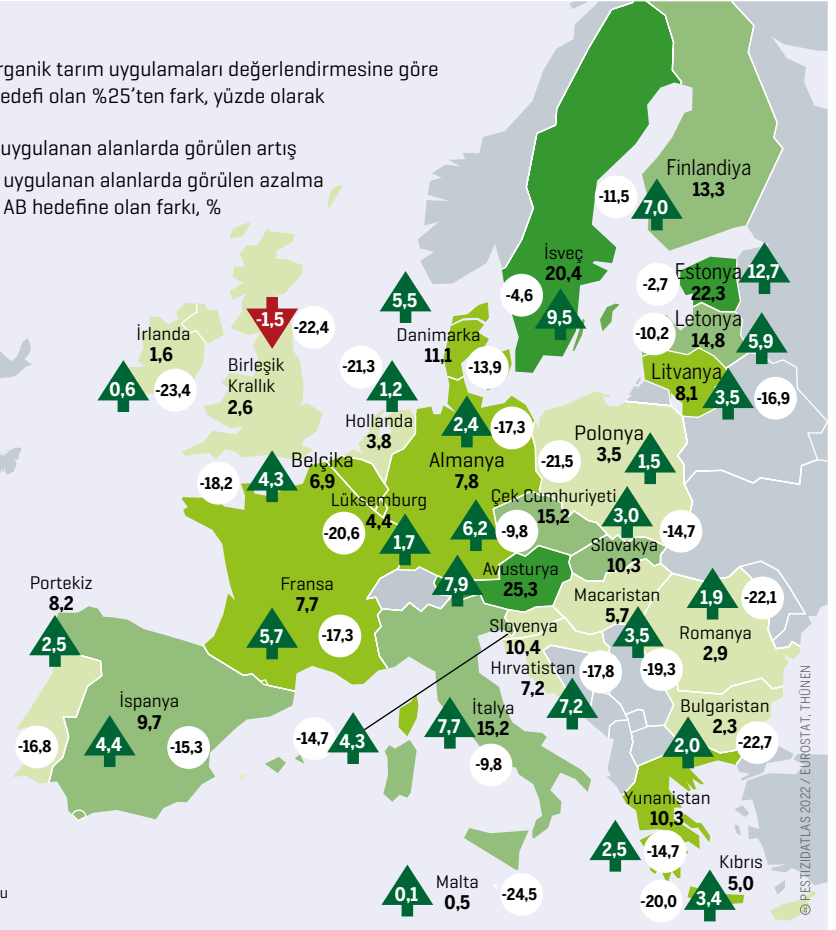 rganik tarım uygulamaları değerlendirmesine göre
edefi olan %25’ten fark, yüzde olarak
uygulanan alanlarda görülen artış
uygulanan alanlarda görülen azalma
AB hedefine olan farkı, %
Finlandiya
13,3
-11,5
7,0
İsveç
20,4
-4,6
9,5
Estonya
22,3
-2,7
12,7
Letonya
14,8
-10,2
5,9
Litvanya
8,1
3,5
-16,9
5,5
Danimarka
11,1
-13,9
İrlanda
1,6
0,6
-23,4
-1,5
-22,4
Birleşik
Krallık
2,6
-21,3
1,2
Hollanda
3,8
2,4
-17,3
Almanya
7,8
Polonya
3,5
-21,5
1,5
Belçika
6,9
-18,2
4,3
Lüksemburg
4,4
-20,6
1,7
Çek Cumhuriyeti
15,2
6,2
-9,8
3,0
-14,7
Slovakya
10,3
Avusturya
25,3
7,9
Macaristan
5,7
3,5
-19,3
1,9
-22,1
Romanya
2,9
Portekiz
8,2
2,5
-16,8
Fransa
7,7
5,7
-17,3
Slovenya
10,4
-14,7
4,3
Hırvatistan
7,2
-17,8
7,2
İspanya
9,7
4,4
-15,3
İtalya
15,2
7,7
-9,8
Bulgaristan
2,3
2,0
-22,7
Yunanistan
10,3
2,5
-14,7
Kıbrıs
5,0
-20,0
3,4
0,1
Malta
0,5
-24,5
u
PESTIZIDATLAS 2022 / EUROSTAT, THÜNEN